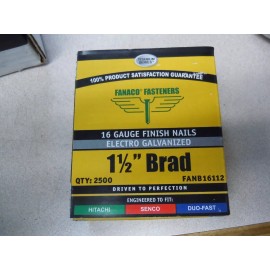 100% PRODUCT SATISFACTION GUARANTEE
FANACO® FASTENERS
16 GAUGE FINISH NAILS
ELECTRO GALVANIZED
1½" Brad
QTY: 2500 FANB16112
DRIVEN TO PERFECTION
ENGINEERED TO FIT:
HITACHI SENCO DUO-FAST